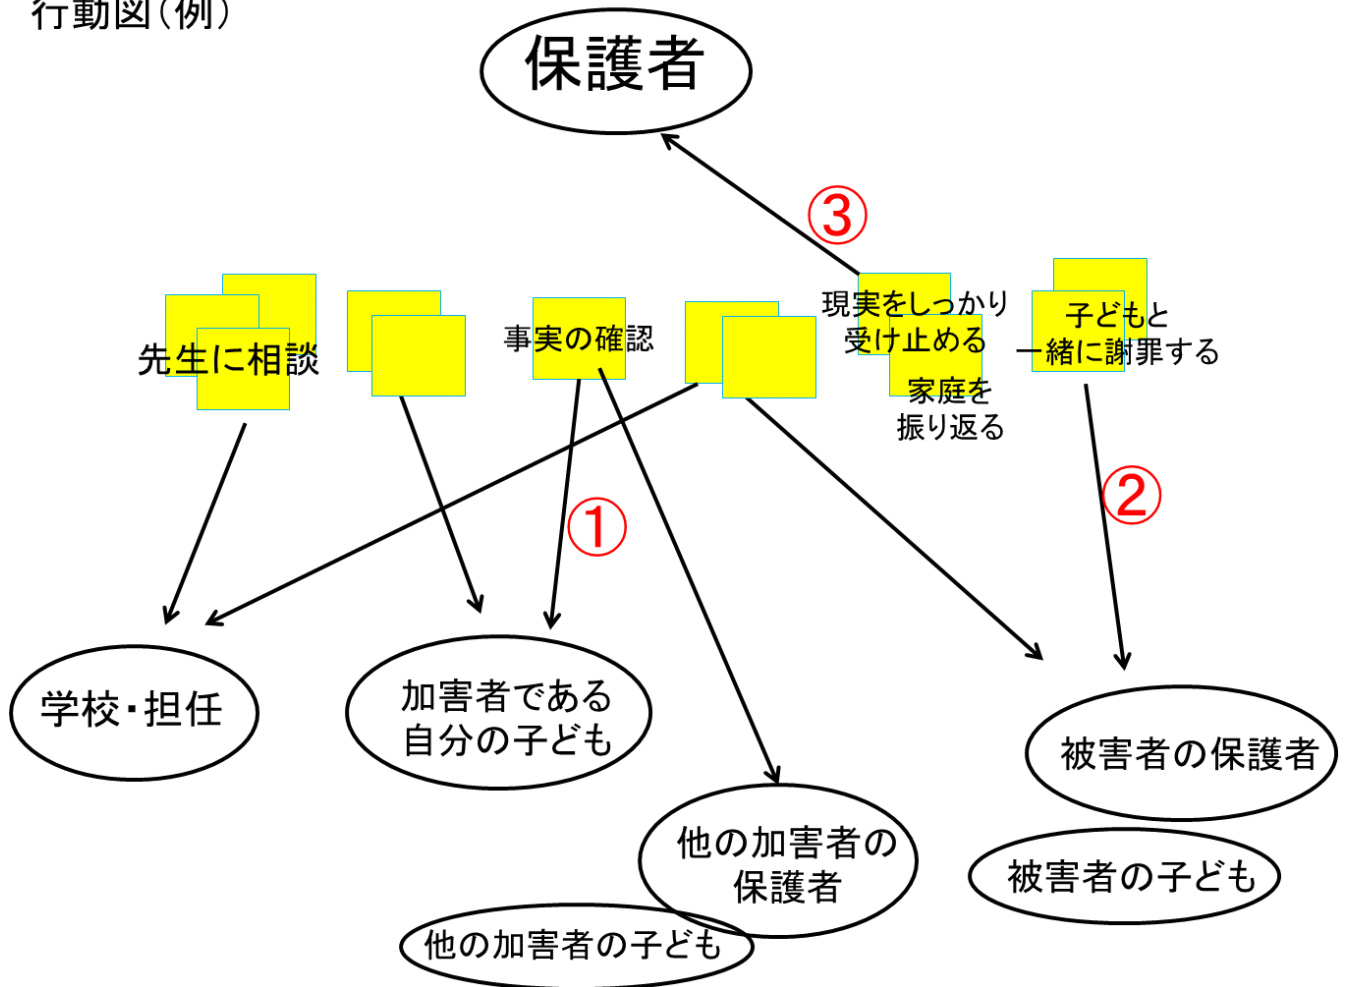 行動図(例)
保護者
③
先生に相談
事実の確認
現実をしっかり
受け止める
家庭を
振り返る
子どもと
一緒に謝罪する
①
②
学校・担任
加害者である
自分の子ども
被害者の保護者
他の加害者の
保護者
被害者の子ども
他の加害者の子ども